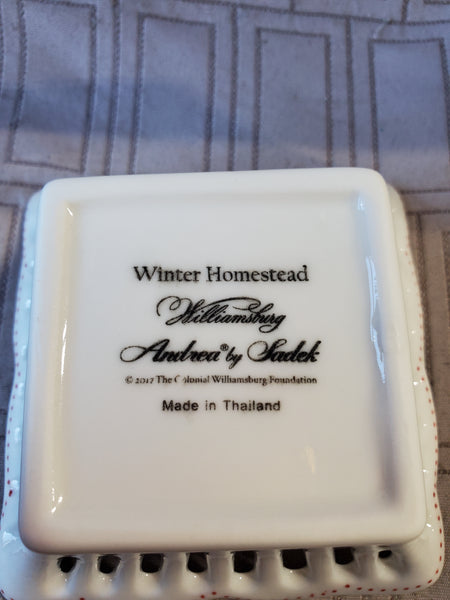 Winter Homestead
Williamsburg
Andrea® by Sadek
© 2017 The Colonial Williamsburg Foundation
Made in Thailand